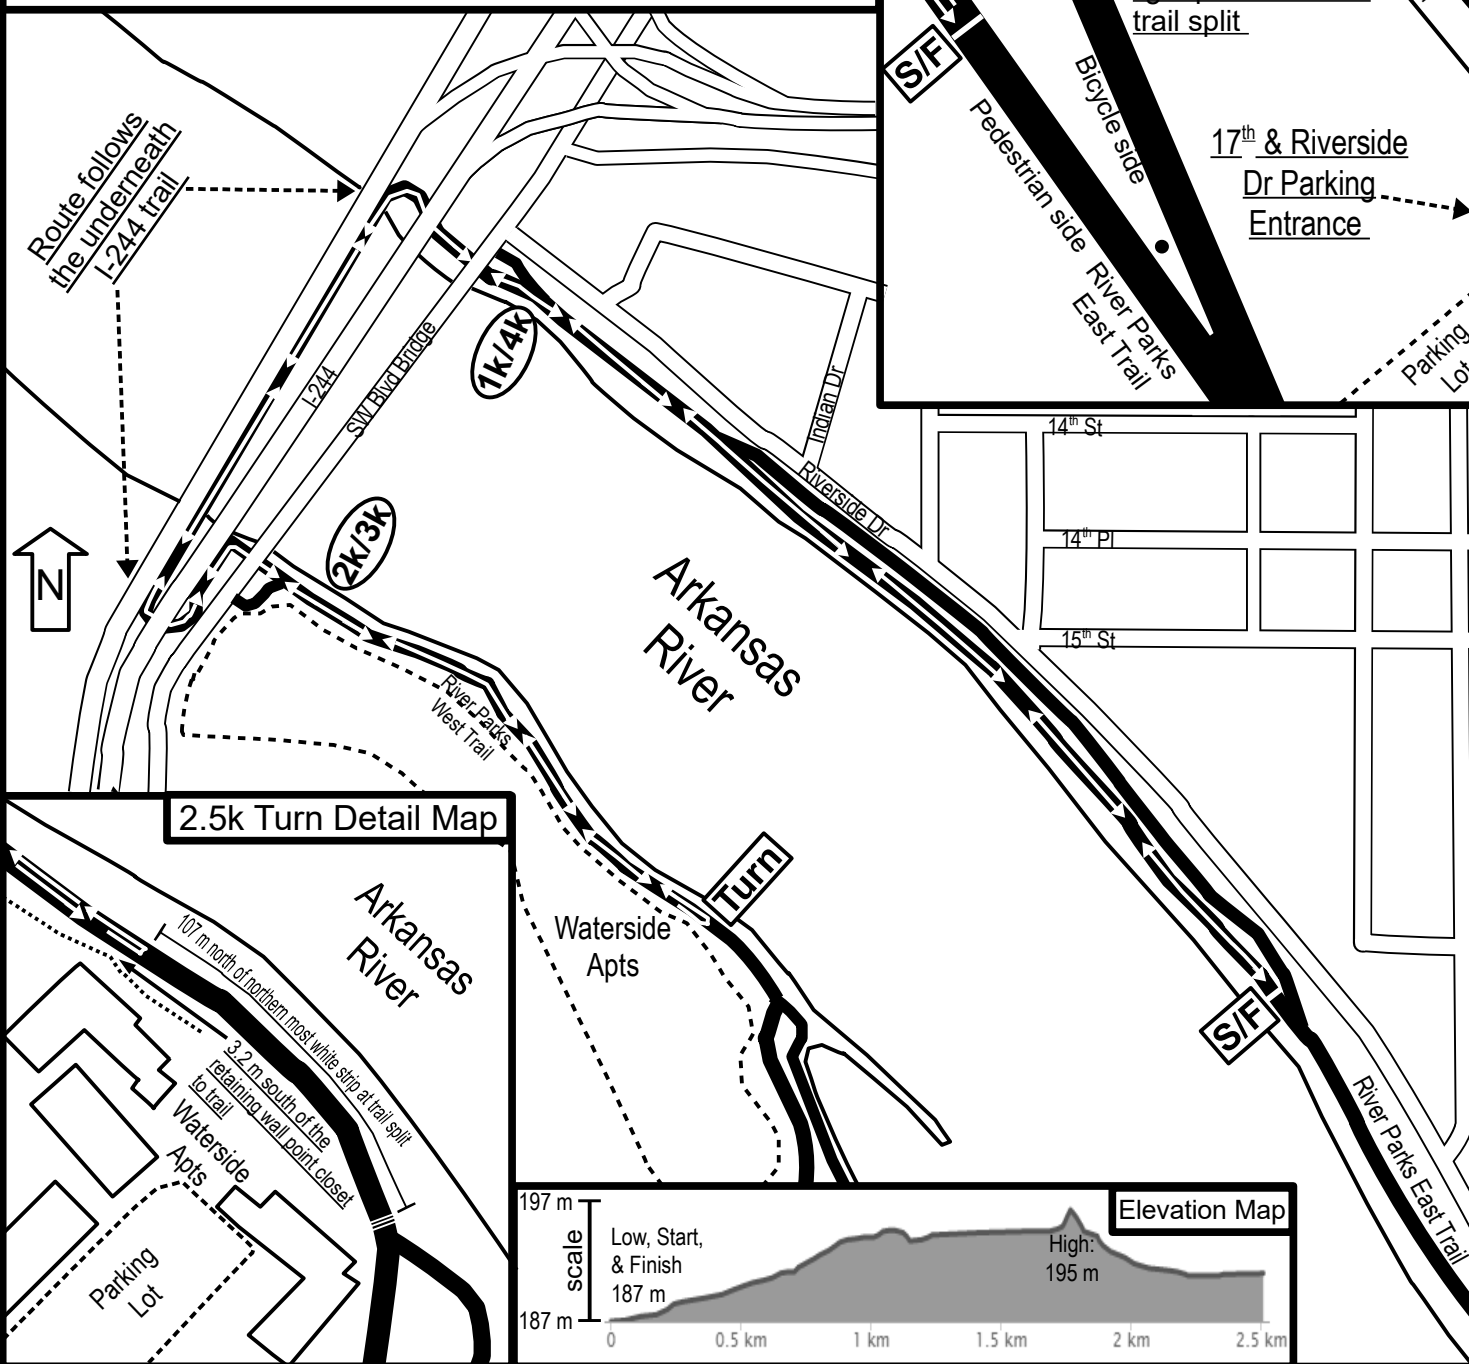 trail split
S/F
Bicycle side
Pedestrian side
17th & Riverside
Dr Parking
Entrance
River Parks
East Trail
Parking
Lot
Route follows
the underneath
I-244 trail
1k/4k
I-244
SW Blvd Bridge
Indian Dr
Riverside Dr
14th St
14th Pl
15th St
2k/3k
N
Arkansas
River
River Parks
West Trail
Turn
Waterside
Apts
S/F
River Parks East Trail
2.5k Turn Detail Map
Arkansas
River
107 m north of northern most white strip at trail split
3.2 m south of the
retaining wall point closet
to trail
Waterside
Apts
Parking
Lot
Elevation Map
197 m
scale
187 m
Low, Start,
& Finish
187 m
High:
195 m
0
0.5 km
1 km
1.5 km
2 km
2.5 km